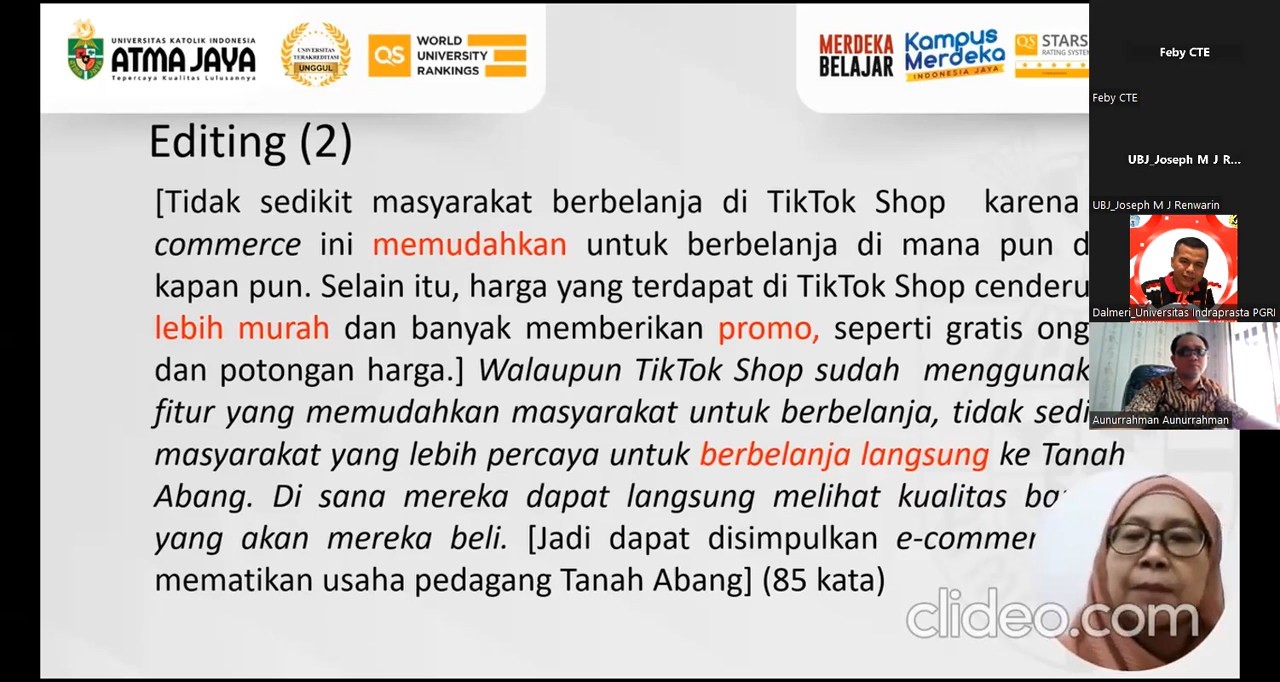 UNIVERSITAS KATOLIK INDONESIA
ATMA JAYA
Tepercaya Kualitas Lulusannya
UNIVERSITAS
TERAKREDITASI
UNGGUL
QS
WORLD
UNIVERSITY
RANKINGS
MERDEKA
BELAJAR
Kampus
Merdeka
INDONESIA JAYA
QS
STARS
RATING SYSTEM
Editing (2)
[Tidak sedikit masyarakat berbelanja di TikTok Shop karena
commerce ini memudahkan untuk berbelanja di mana pun d
kapan pun. Selain itu, harga yang terdapat di TikTok Shop cenderu
lebih murah dan banyak memberikan promo, seperti gratis ong
dan potongan harga.] Walaupun TikTok Shop sudah menggunak
fitur yang memudahkan masyarakat untuk berbelanja, tidak sedi
masyarakat yang lebih percaya untuk berbelanja langsung ke Tanah
Abang. Di sana mereka dapat langsung melihat kualitas ba
yang akan mereka beli. [Jadi dapat disimpulkan e-commer
mematikan usaha pedagang Tanah Abang] (85 kata)
clideo.com
Feby CTE
Feby CTE
UBJ_Joseph M J R...
UBJ_Joseph M J Renwarin
Dalmeri_Universitas Indraprasta PGRI
Aunurrahman Aunurrahman